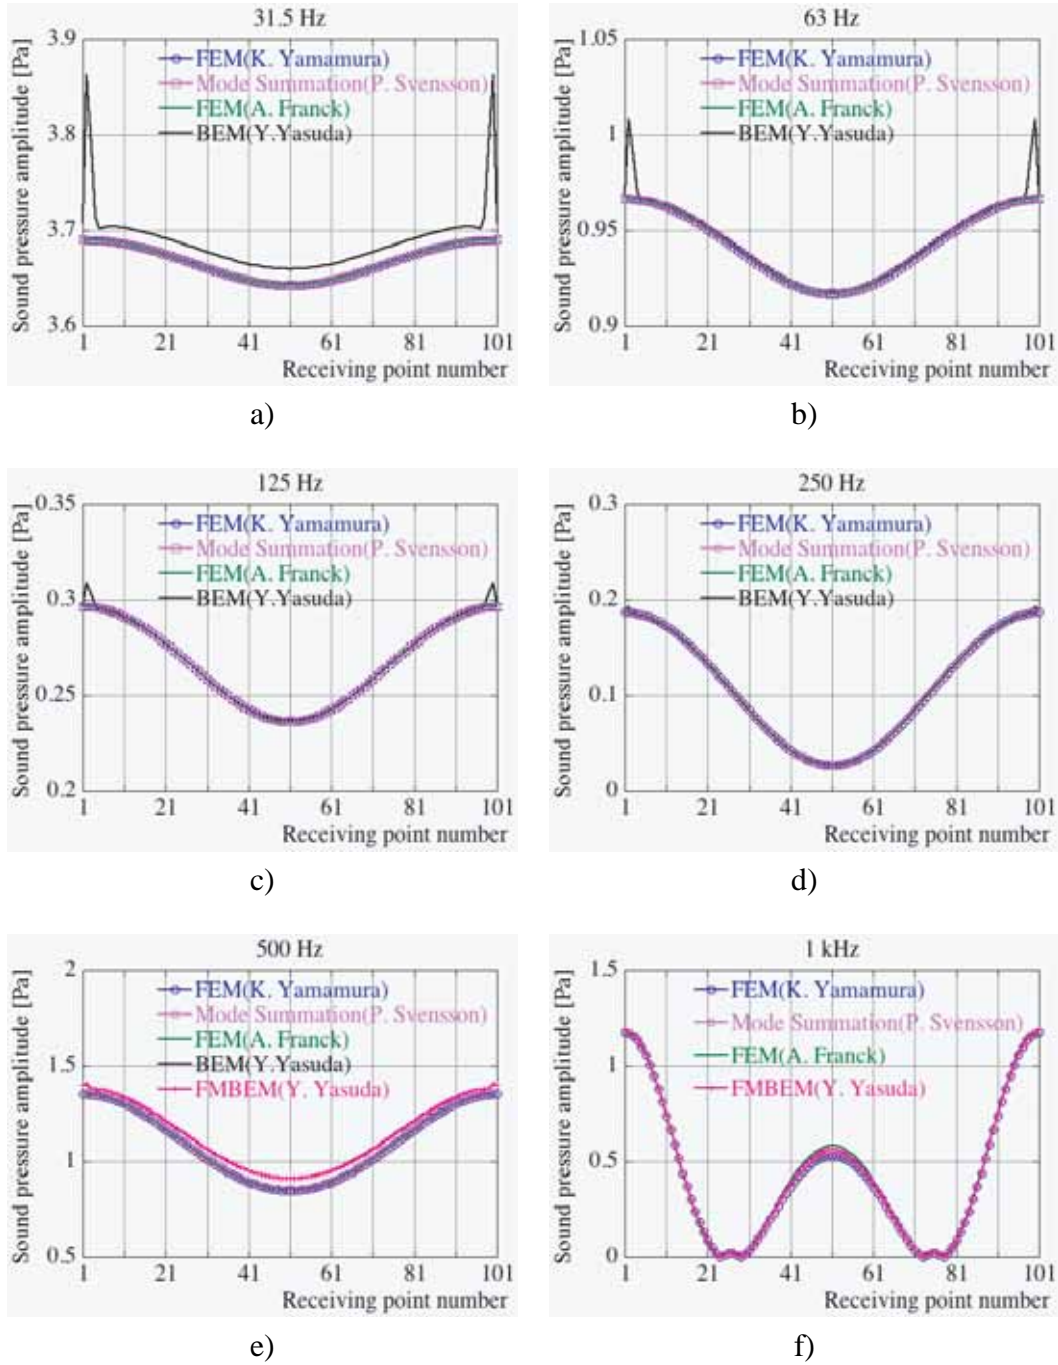 31.5 Hz
Sound pressure amplitude [Pa]
3.9
3.8
3.7
3.6
FEM(K. Yamamura)
Mode Summation(P. Svensson)
FEM(A. Franck)
BEM(Y.Yasuda)
1 21 41 61 81 101
Receiving point number
a)
63 Hz
Sound pressure amplitude [Pa]
1.05
1
0.95
0.9
FEM(K. Yamamura)
Mode Summation(P. Svensson)
FEM(A. Franck)
BEM(Y.Yasuda)
1 21 41 61 81 101
Receiving point number
b)
125 Hz
Sound pressure amplitude [Pa]
0.35
0.3
0.25
0.2
FEM(K. Yamamura)
Mode Summation(P. Svensson)
FEM(A. Franck)
BEM(Y.Yasuda)
1 21 41 61 81 101
Receiving point number
c)
250 Hz
Sound pressure amplitude [Pa]
0.3
0.2
0.1
0
FEM(K. Yamamura)
Mode Summation(P. Svensson)
FEM(A. Franck)
BEM(Y.Yasuda)
1 21 41 61 81 101
Receiving point number
d)
500 Hz
Sound pressure amplitude [Pa]
2
1.5
1
0.5
FEM(K. Yamamura)
Mode Summation(P. Svensson)
FEM(A. Franck)
BEM(Y.Yasuda)
FMBEM(Y. Yasuda)
1 21 41 61 81 101
Receiving point number
e)
1 kHz
Sound pressure amplitude [Pa]
1.5
1
0.5
0
FEM(K. Yamamura)
Mode Summation(P. Svensson)
FEM(A. Franck)
FMBEM(Y. Yasuda)
1 21 41 61 81 101
Receiving point number
f)